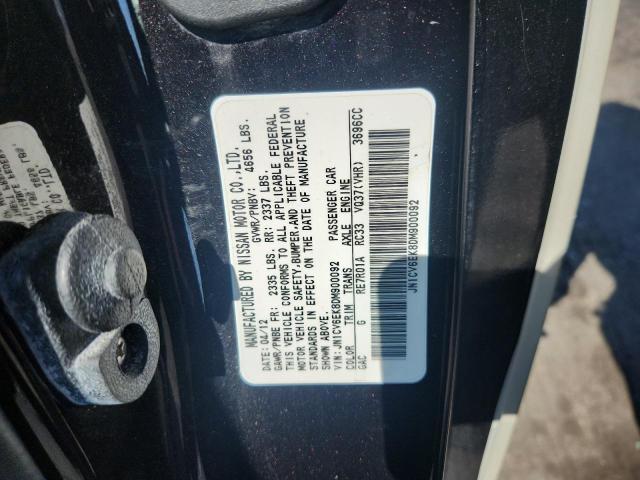 MANUFACTURED BY NISSAN MOTOR CO.,LTD.
DATE: 04/12 GVWR/PNBV: 4656 LBS.
GAWR/PNBE FR: 2335 LBS. RR: 2337 LBS.
THIS VEHICLE CONFORMS TO ALL APPLICABLE FEDERAL
MOTOR VEHICLE SAFETY,BUMPER,AND THEFT PREVENTION
STANDARDS IN EFFECT ON THE DATE OF MANUFACTURE
SHOWN ABOVE.
VIN: JN1CV6EK8DM900092 PASSENGER CAR
COLOR TRIM TRANS AXLE ENGINE
GAC G RE7R01A RC33 VQ37(VHR) 3696CC
JN1CV6EK8DM900092